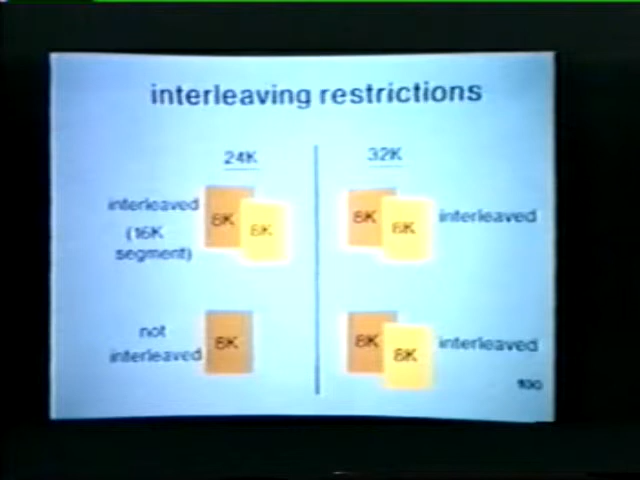 interleaving restrictions
24K
32K
interleaved
(16K
segment)
8K
8K
8K
8K
interleaved
not
interleaved
8K
8K
8K
interleaved
100